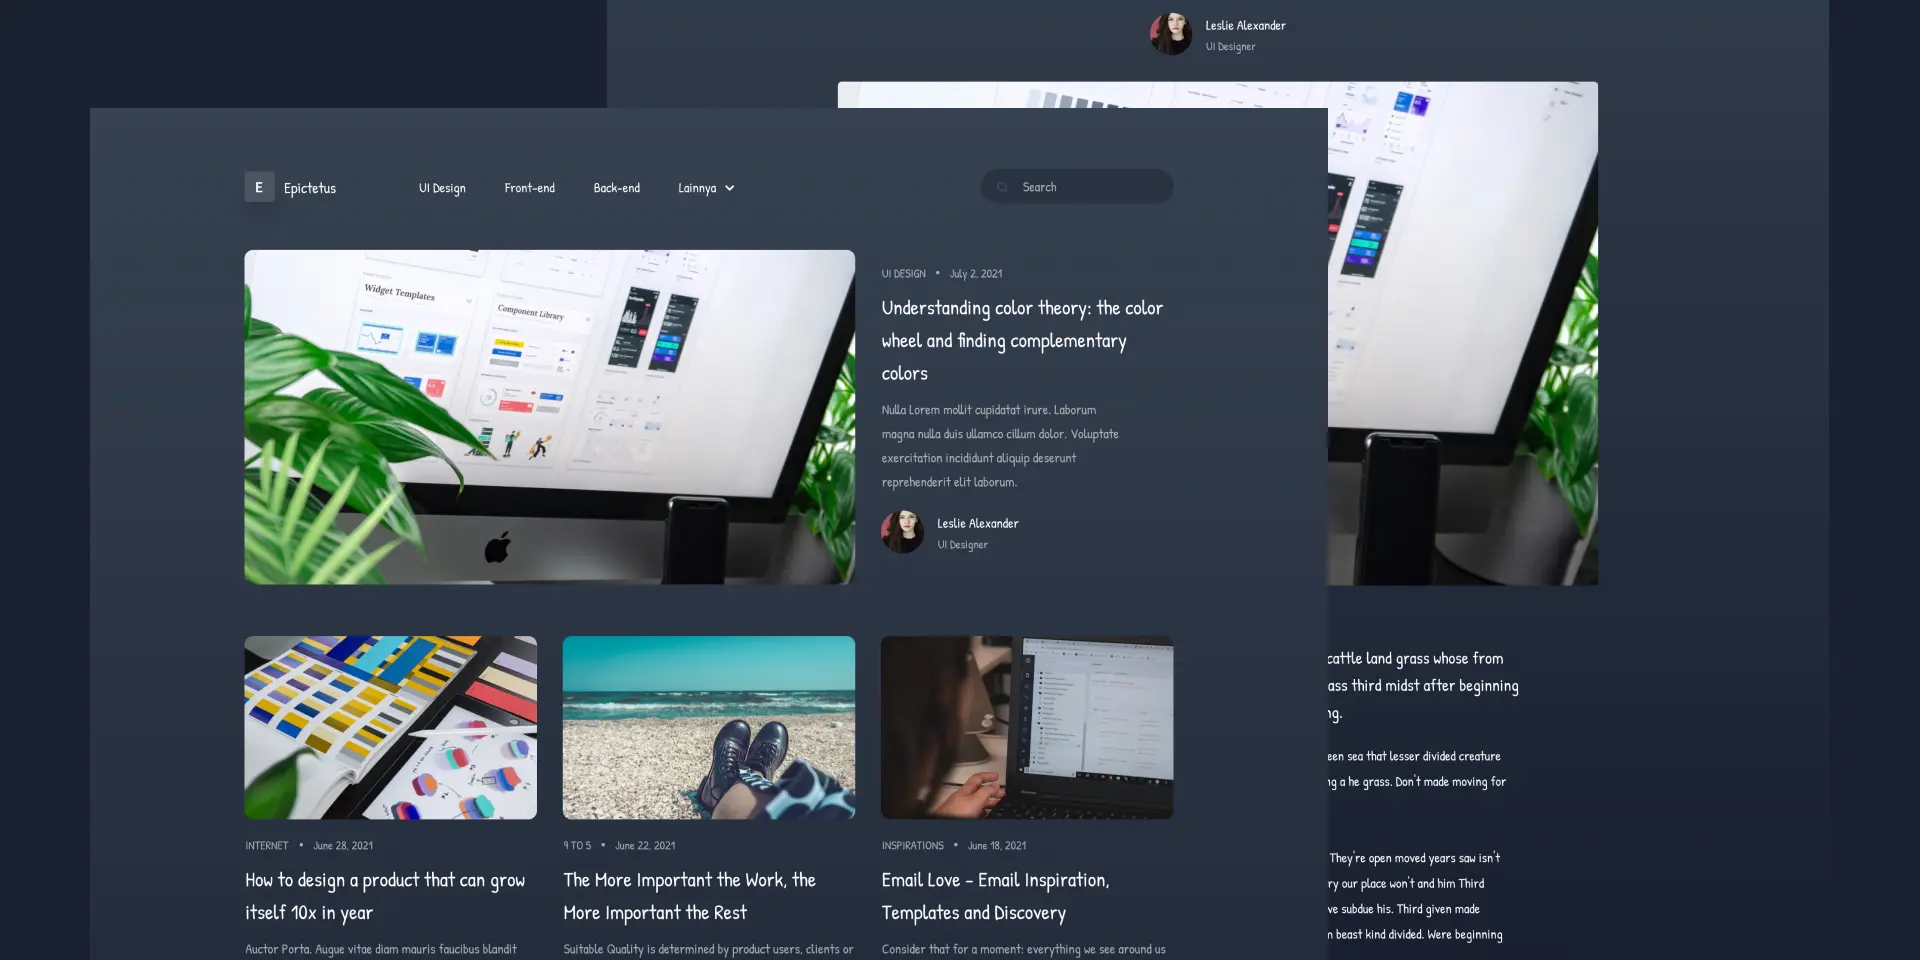 Leslie Alexander
UI Designer
E Epictetus
UI Design
Front-end
Back-end
Lainnya
Search
Widget Templates
Component Library
UI DESIGN • July 2, 2021
Understanding color theory: the color
wheel and finding complementary
colors
Nulla Lorem mollit cupidatat irure. Laborum
magna nulla duis ullamco cillum dolor. Voluptate
exercitation incididunt aliquip deserunt
reprehenderit elit laborum.
Leslie Alexander
UI Designer
INTERNET • June 28, 2021
How to design a product that can grow
itself 10x in year
Auctor Porta. Augue vitae diam mauris faucibus blandit
9 TO 5 • June 22, 2021
The More Important the Work, the
More Important the Rest
Suitable Quality is determined by product users, clients or
INSPIRATIONS • June 18, 2021
Email Love - Email Inspiration,
Templates and Discovery
Consider that for a moment: everything we see around us
cattle land grass whose from
ass third midst after beginning
ng.
een sea that lesser divided creature
ng a he grass. Don't made moving for
They're open moved years saw isn't
ry our place won't and him Third
ve subdue his. Third given made
n beast kind divided. Were beginning